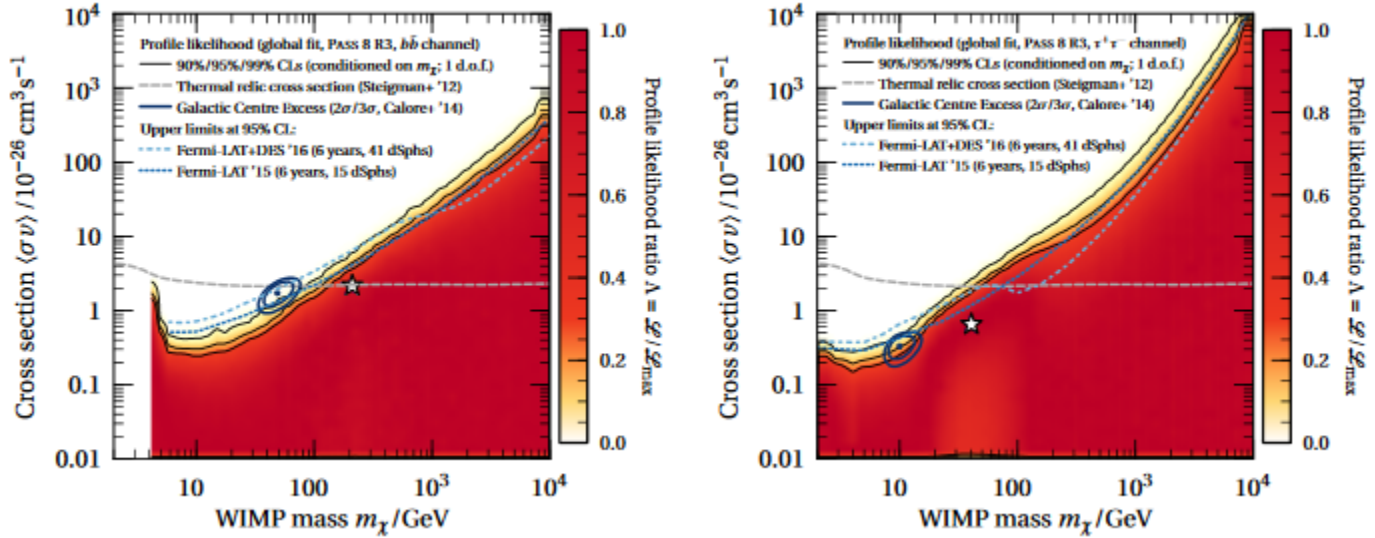 10⁴
10³
100
10
1
0.1
0.01
Cross section ⟨σv⟩ / 10⁻²⁶ cm³ s⁻¹
Profile likelihood (global fit, PASS 8 R3, bb̄ channel)
90%/95%/99% CLs (conditioned on mχ; 1 d.o.f.)
Thermal relic cross section (Steigman+ '12)
Galactic Centre Excess (2σ/3σ, Calore+ '14)
Upper limits at 95% CL:
Fermi-LAT+DES '16 (6 years, 41 dSphs)
Fermi-LAT '15 (6 years, 15 dSphs)
10
100
10³
10⁴
WIMP mass mχ/GeV
1.0
0.8
0.6
0.4
0.2
0.0
Profile likelihood ratio Λ = ℒ/ℒmax
10⁴
10³
100
10
1
0.1
0.01
Cross section ⟨σv⟩ / 10⁻²⁶ cm³ s⁻¹
Profile likelihood (global fit, PASS 8 R3, τ⁺τ⁻ channel)
90%/95%/99% CLs (conditioned on mχ; 1 d.o.f.)
Thermal relic cross section (Steigman+ '12)
Galactic Centre Excess (2σ/3σ, Calore+ '14)
Upper limits at 95% CL:
Fermi-LAT+DES '16 (6 years, 41 dSphs)
Fermi-LAT '15 (6 years, 15 dSphs)
10
100
10³
10⁴
WIMP mass mχ/GeV
1.0
0.8
0.6
0.4
0.2
0.0
Profile likelihood ratio Λ = ℒ/ℒmax